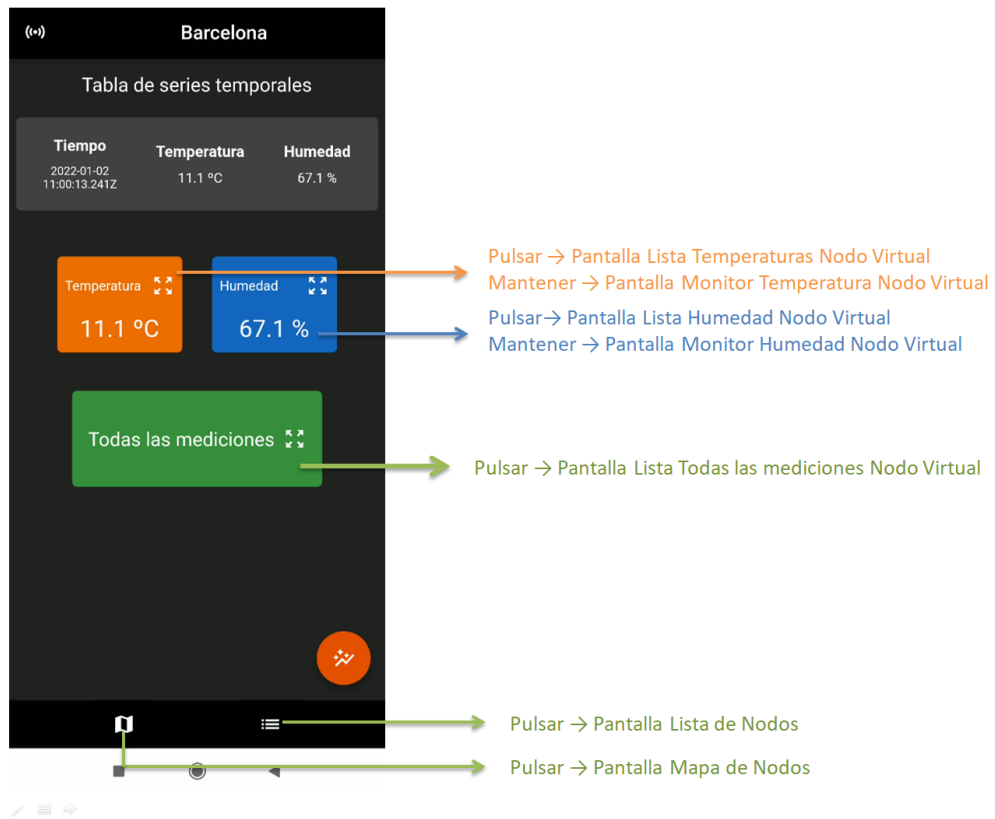 Barcelona
Tabla de series temporales
Tiempo
Temperatura
Humedad
2022-01-02
11:00:13.241Z
11.1 ºC
67.1 %
Temperatura
Humedad
11.1 ºC
67.1 %
Pulsar → Pantalla Lista Temperaturas Nodo Virtual
Mantener → Pantalla Monitor Temperatura Nodo Virtual
Pulsar→ Pantalla Lista Humedad Nodo Virtual
Mantener → Pantalla Monitor Humedad Nodo Virtual
Todas las mediciones
Pulsar → Pantalla Lista Todas las mediciones Nodo Virtual
Pulsar → Pantalla Lista de Nodos
Pulsar → Pantalla Mapa de Nodos